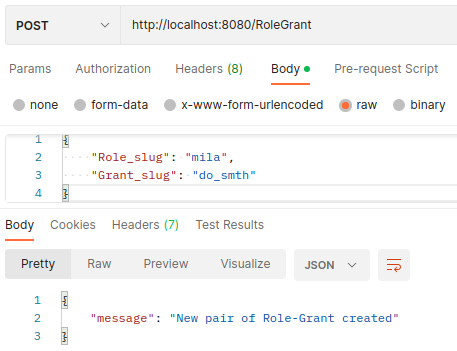 POST http://localhost:8080/RoleGrant
Params Authorization Headers (8) Body Pre-request Script
none form-data x-www-form-urlencoded raw binary
1 {
2 "Role_slug": "mila",
3 "Grant_slug": "do_smth"
4 }
Body Cookies Headers (7) Test Results
Pretty Raw Preview Visualize JSON
1 {
2 "message": "New pair of Role-Grant created"
3 }